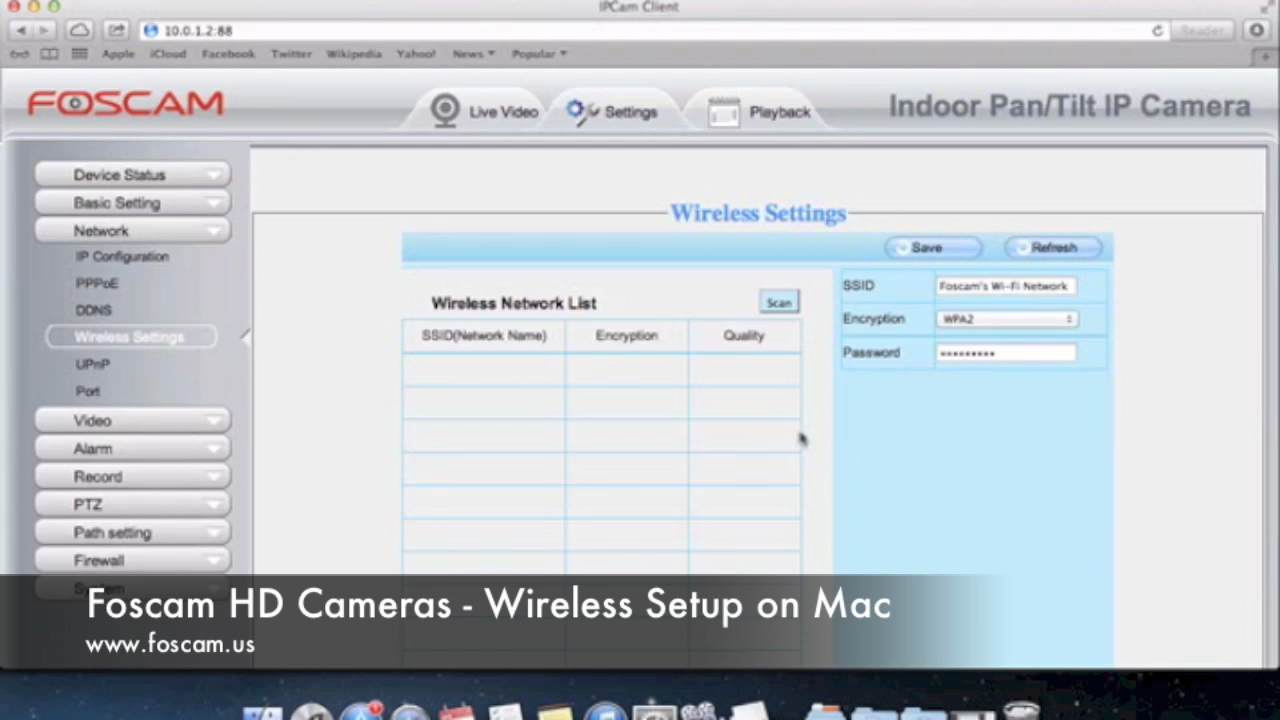 IPCam Client
10.0.1.2:88
Reader
Apple iCloud Facebook Twitter Wikipedia Yahoo! News Popular
FOSCAM
Live Video
Settings
Playback
Indoor Pan/Tilt IP Camera
Device Status
Basic Setting
Network
IP Configuration
PPPoE
DDNS
Wireless Settings
UPnP
Port
Video
Alarm
Record
PTZ
Path setting
Firewall
System
Wireless Settings
Save
Refresh
Wireless Network List
Scan
SSID(Network Name) Encryption Quality
SSID Foscam's Wi-Fi Network
Encryption WPA2
Password •••••••••
Foscam HD Cameras - Wireless Setup on Mac
www.foscam.us